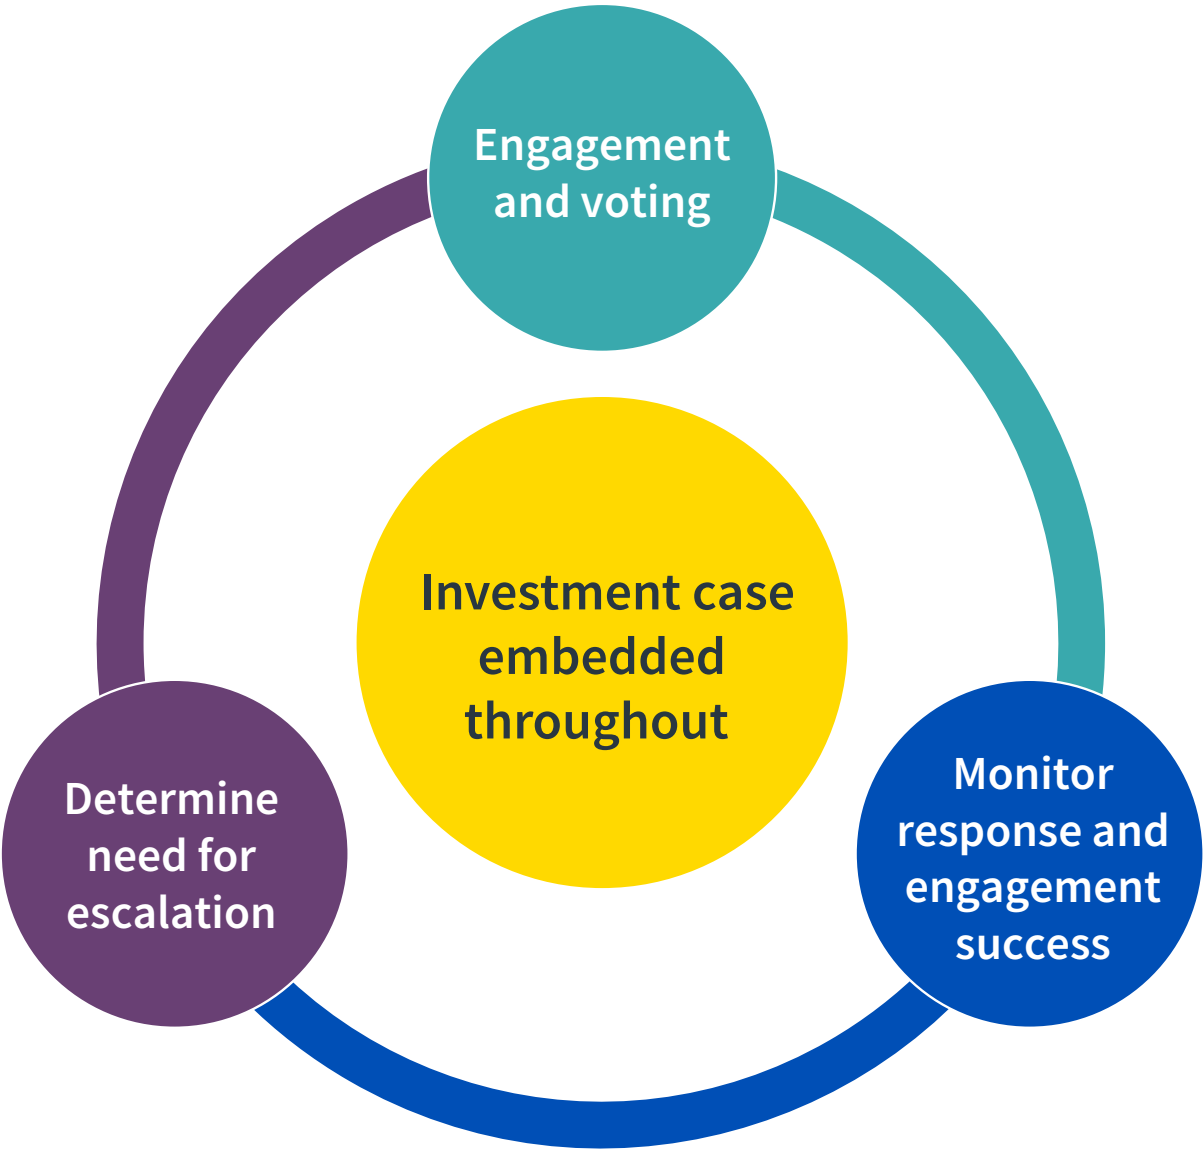 Engagement
and voting
Investment case
embedded
throughout
Monitor
response and
engagement
success
Determine
need for
escalation